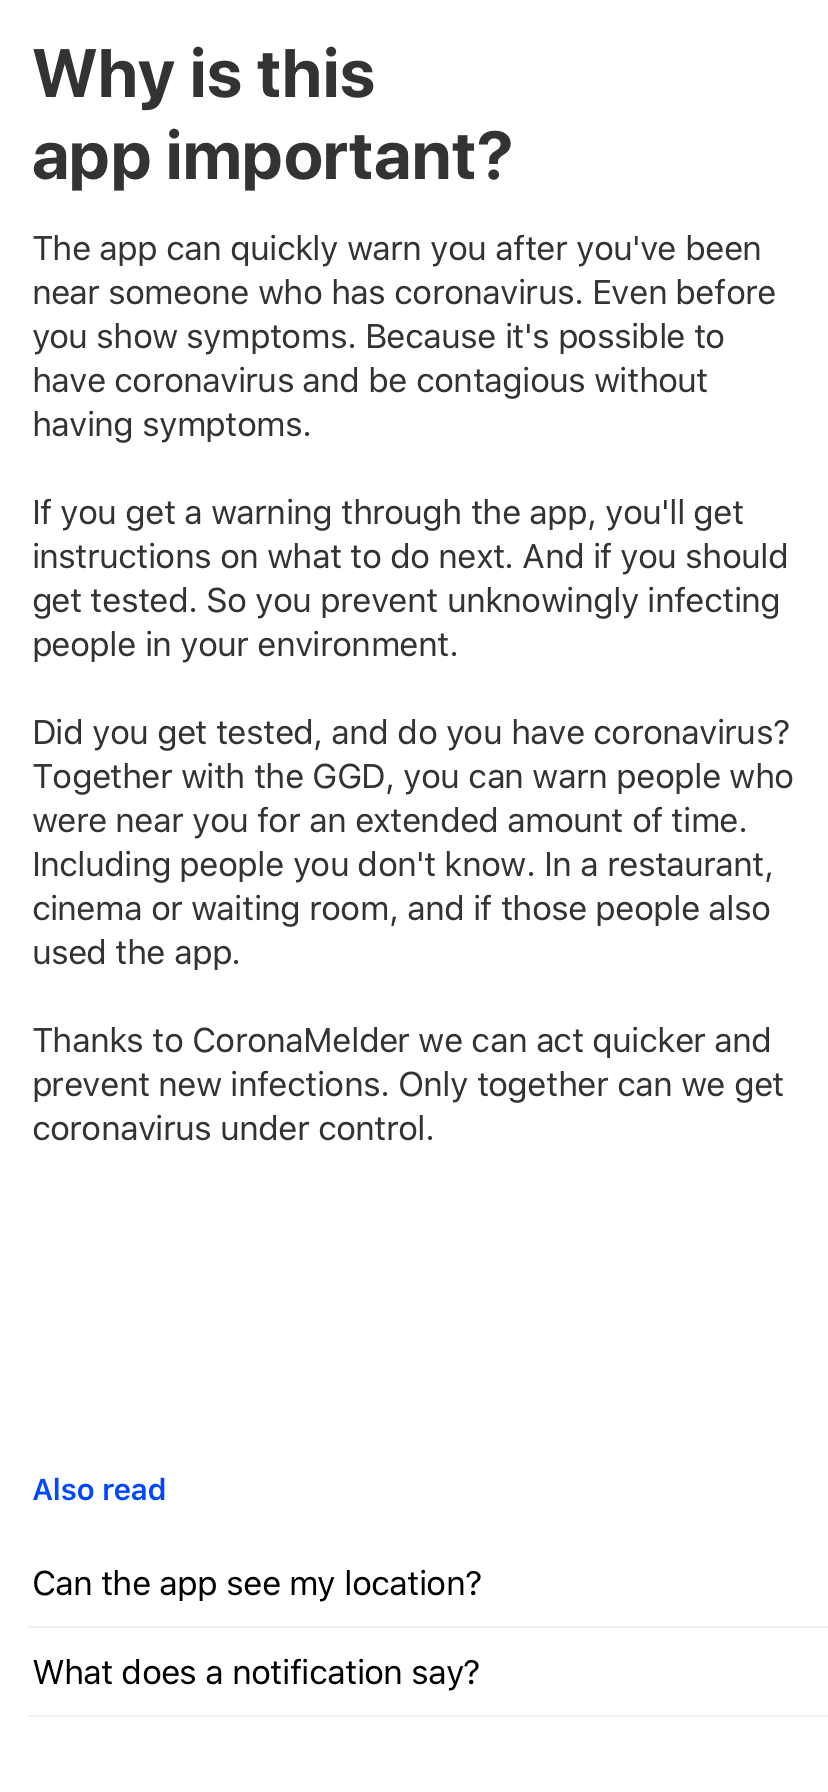 Why is this
app important?
The app can quickly warn you after you've been
near someone who has coronavirus. Even before
you show symptoms. Because it's possible to
have coronavirus and be contagious without
having symptoms.
If you get a warning through the app, you'll get
instructions on what to do next. And if you should
get tested. So you prevent unknowingly infecting
people in your environment.
Did you get tested, and do you have coronavirus?
Together with the GGD, you can warn people who
were near you for an extended amount of time.
Including people you don't know. In a restaurant,
cinema or waiting room, and if those people also
used the app.
Thanks to CoronaMelder we can act quicker and
prevent new infections. Only together can we get
coronavirus under control.
Also read
Can the app see my location?
What does a notification say?